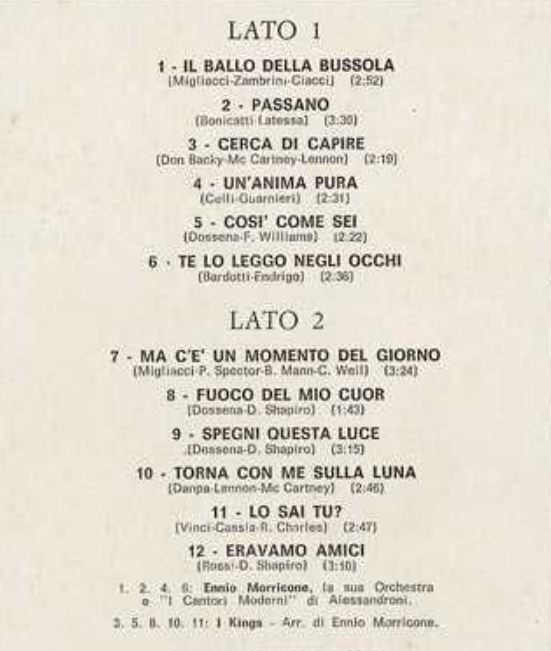 LATO 1
1 - IL BALLO DELLA BUSSOLA
(Migliacci-Zambrini-Ciacci) (2:52)
2 - PASSANO
(Bonicatti-Latessa) (3:30)
3 - CERCA DI CAPIRE
(Don Backy-Mc Cartney-Lennon) (2:19)
4 - UN'ANIMA PURA
(Celli-Guarnieri) (2:31)
5 - COSI' COME SEI
(Dossena-F. Williams) (2:22)
6 - TE LO LEGGO NEGLI OCCHI
(Bardotti-Endrigo) (2:36)
LATO 2
7 - MA C'E' UN MOMENTO DEL GIORNO
(Migliacci-P. Spector-B. Mann-C. Weil) (3:24)
8 - FUOCO DEL MIO CUOR
(Dossena-D. Shapiro) (1:43)
9 - SPEGNI QUESTA LUCE
(Dossena-D. Shapiro) (3:15)
10 - TORNA CON ME SULLA LUNA
(Danpa-Lennon-Mc Cartney) (2:46)
11 - LO SAI TU?
(Vinci-Cassia-R. Charles) (2:47)
12 - ERAVAMO AMICI
(Rossi-D. Shapiro) (3:10)
1. 2. 4. 6: Ennio Morricone, la sua Orchestra
e "I Cantori Moderni" di Alessandroni.
3. 5. 8. 10. 11: I Kings - Arr. di Ennio Morricone.